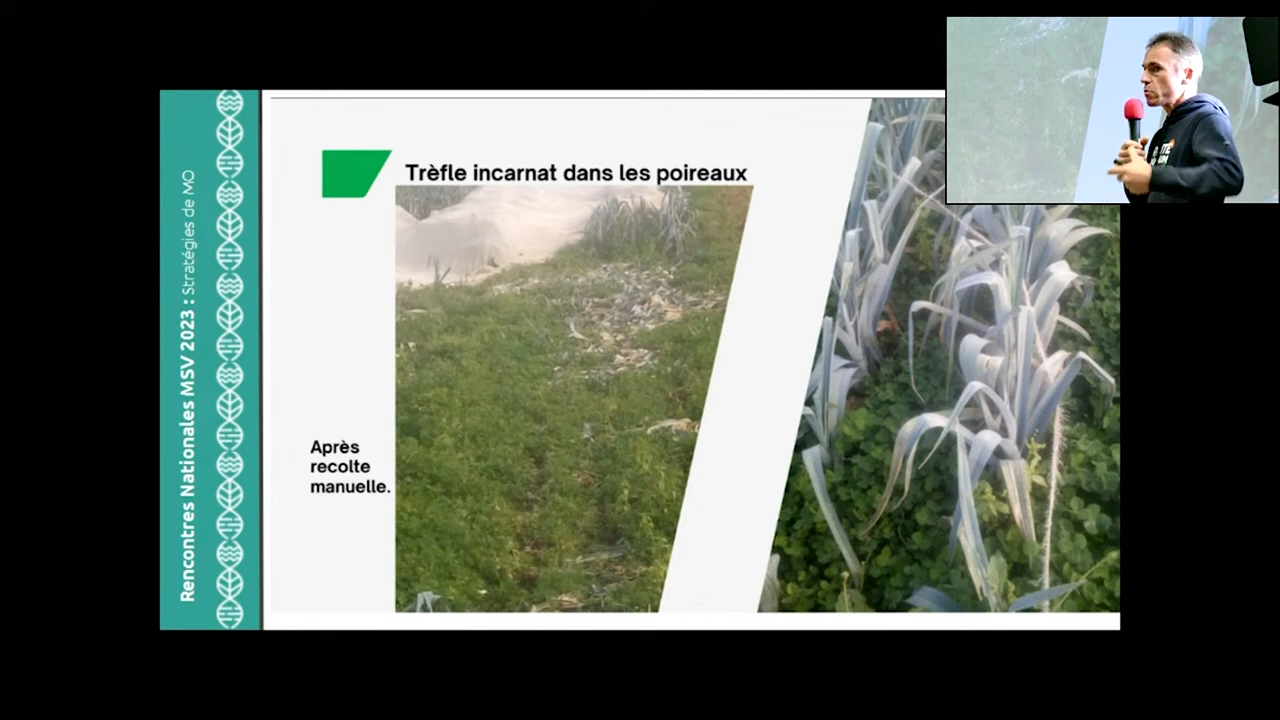 Rencontres Nationales MSV 2023 : Stratégies de MO
Trèfle incarnat dans les poireaux
Après
recolte
manuelle.